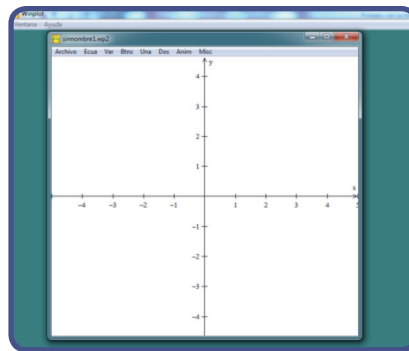 Winplot
Ventana Ayuda
sinnombre1.wp2
Archivo Ecua Ver Btns Una Dos Anim Misc
y
4
3
2
1
x
-4 -3 -2 -1 1 2 3 4 5
-1
-2
-3
-4